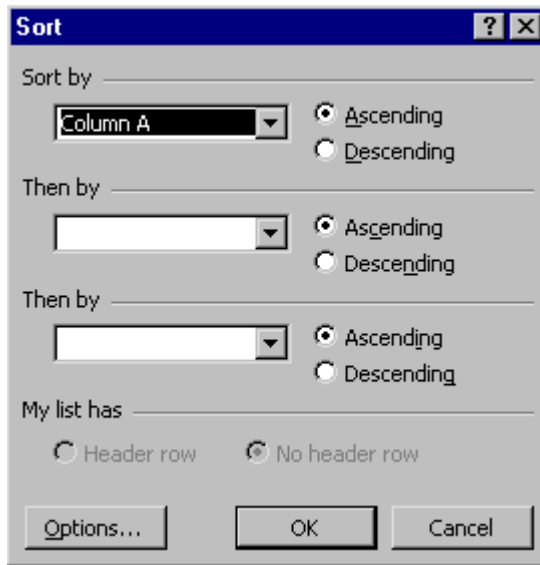 Sort
Sort by
Column A
Ascending
Descending
Then by
Ascending
Descending
Then by
Ascending
Descending
My list has
Header row No header row
Options... OK Cancel